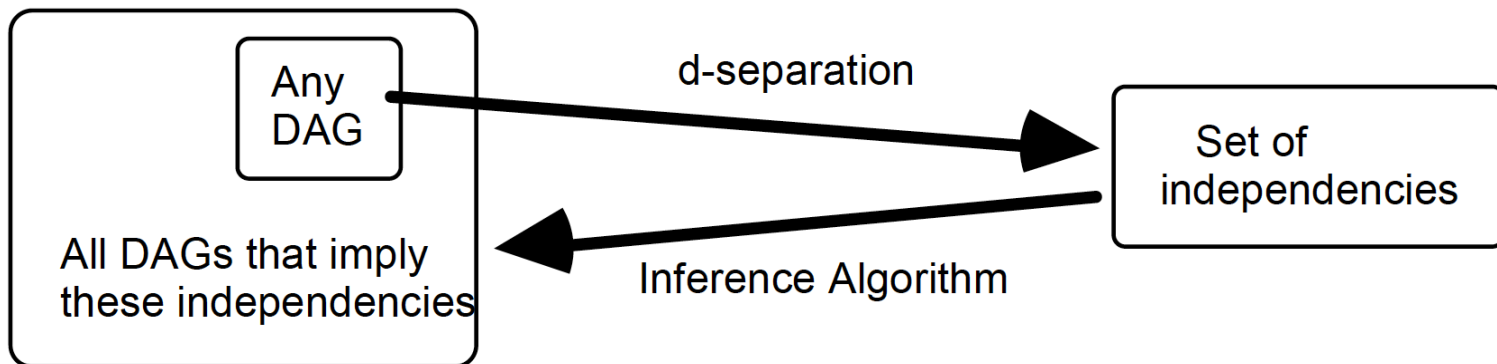 Any
DAG
d-separation
Set of
independencies
All DAGs that imply
these independencies
Inference Algorithm